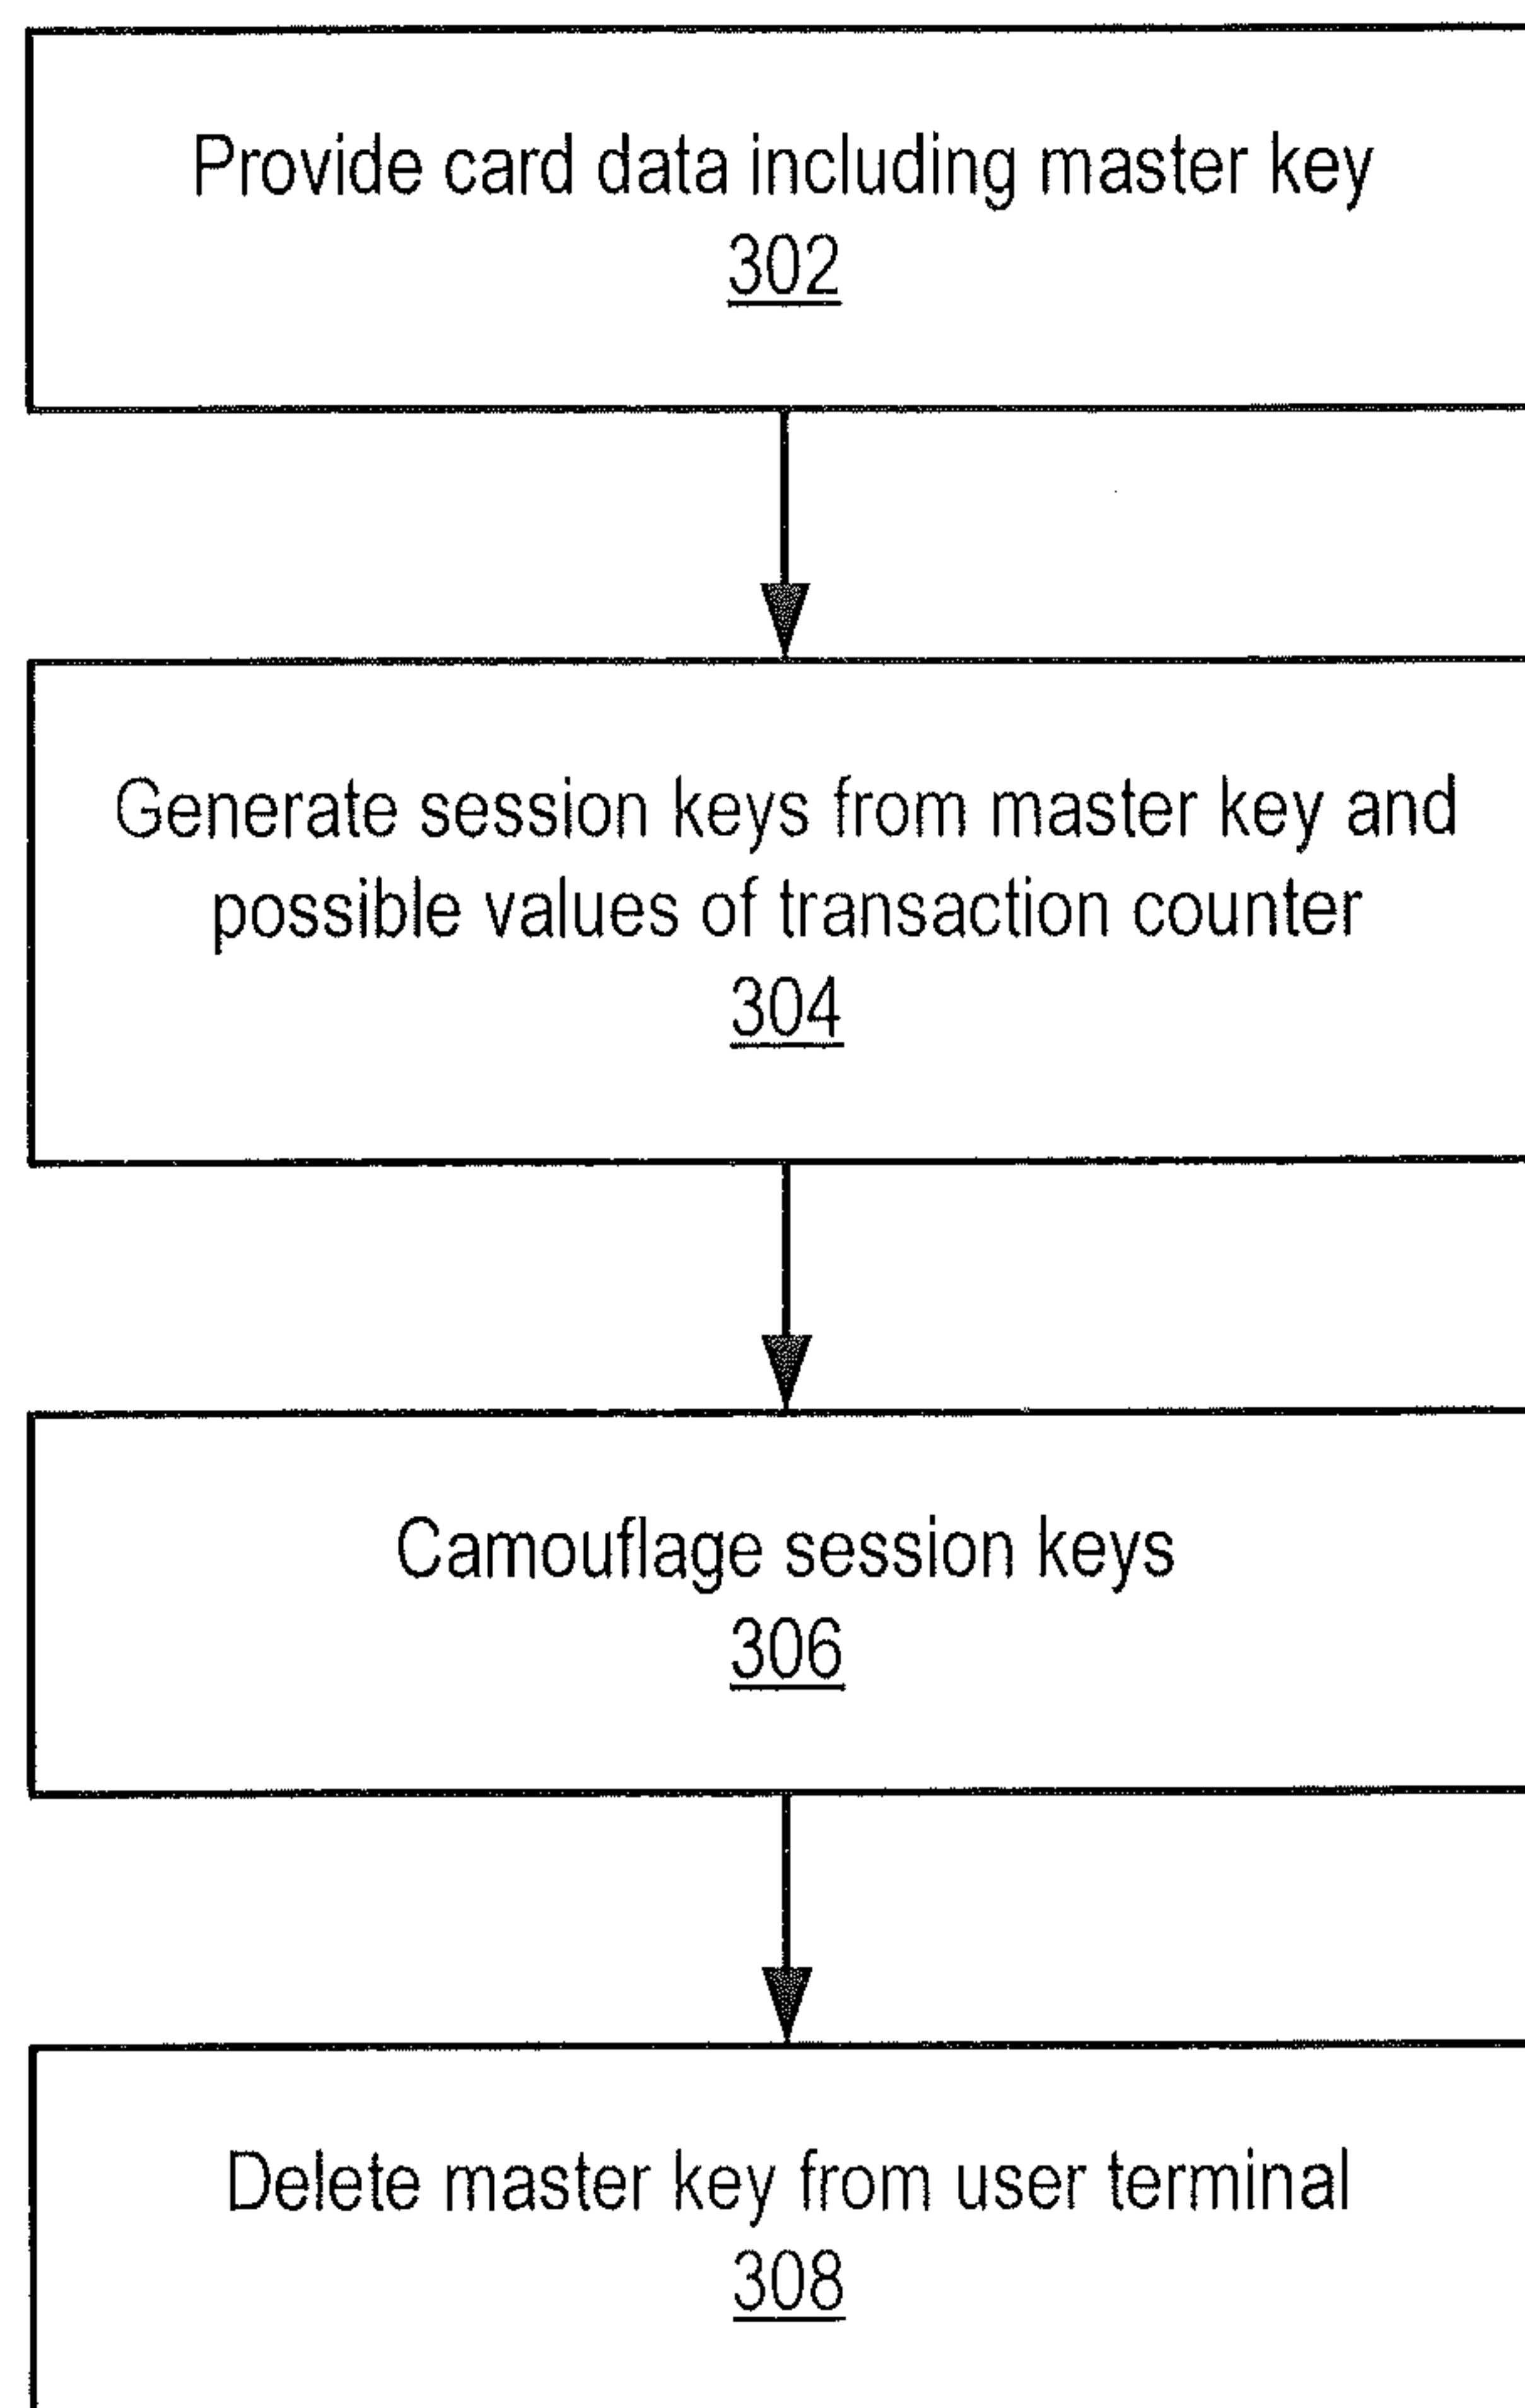 Provide card data including master key
302
Generate session keys from master key and
possible values of transaction counter
304
Camouflage session keys
306
Delete master key from user terminal
308